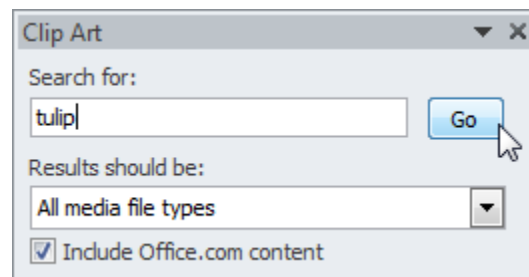 Clip Art
Search for:
tulip
Go
Results should be:
All media file types
Include Office.com content